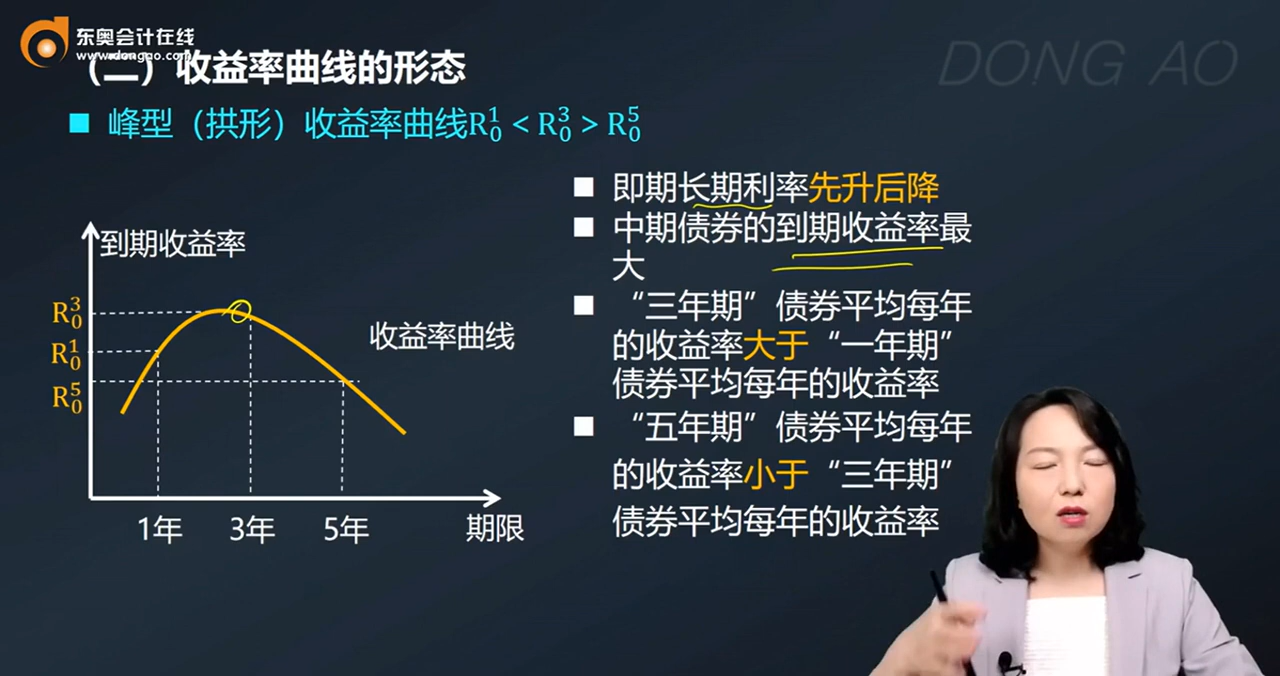 东奥会计在线
www.dongao.com
DONG AO
（二）收益率曲线的形态
■ 峰型（拱形）收益率曲线R₀¹ < R₀³ > R₀⁵
到期收益率
R₀³
R₀¹
R₀⁵
收益率曲线
1年 3年 5年 期限
■ 即期长期利率先升后降
■ 中期债券的到期收益率最
大
■ “三年期”债券平均每年
的收益率大于“一年期”
债券平均每年的收益率
■ “五年期”债券平均每年
的收益率小于“三年期”
债券平均每年的收益率